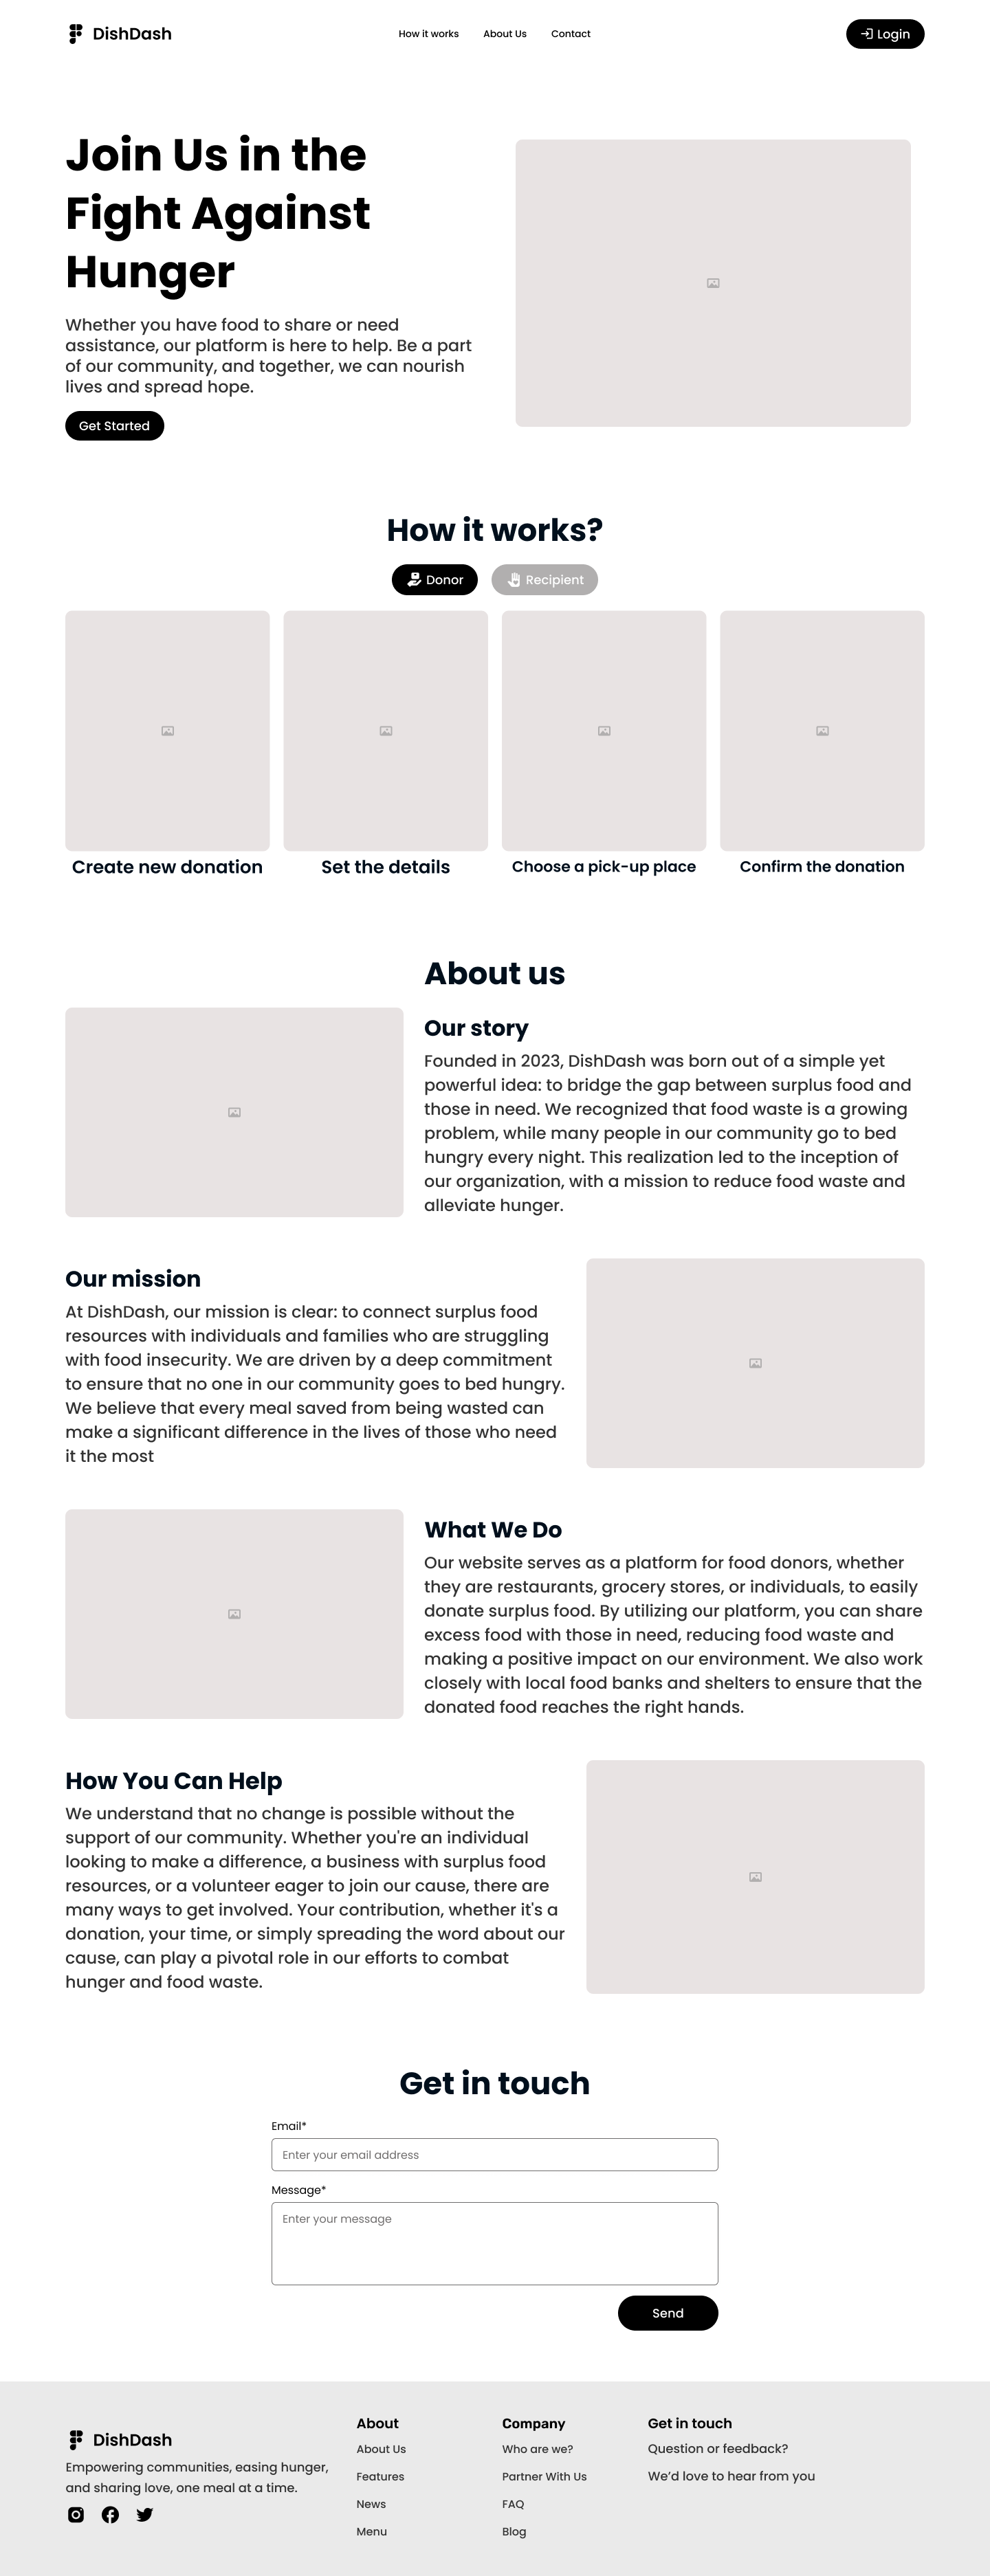 DishDash
How it works
About Us
Contact
Login
Join Us in the
Fight Against
Hunger
Whether you have food to share or need
assistance, our platform is here to help. Be a part
of our community, and together, we can nourish
lives and spread hope.
Get Started
How it works?
Donor
Recipient
Create new donation
Set the details
Choose a pick-up place
Confirm the donation
About us
Our story
Founded in 2023, DishDash was born out of a simple yet
powerful idea: to bridge the gap between surplus food and
those in need. We recognized that food waste is a growing
problem, while many people in our community go to bed
hungry every night. This realization led to the inception of
our organization, with a mission to reduce food waste and
alleviate hunger.
Our mission
At DishDash, our mission is clear: to connect surplus food
resources with individuals and families who are struggling
with food insecurity. We are driven by a deep commitment
to ensure that no one in our community goes to bed hungry.
We believe that every meal saved from being wasted can
make a significant difference in the lives of those who need
it the most
What We Do
Our website serves as a platform for food donors, whether
they are restaurants, grocery stores, or individuals, to easily
donate surplus food. By utilizing our platform, you can share
excess food with those in need, reducing food waste and
making a positive impact on our environment. We also work
closely with local food banks and shelters to ensure that the
donated food reaches the right hands.
How You Can Help
We understand that no change is possible without the
support of our community. Whether you're an individual
looking to make a difference, a business with surplus food
resources, or a volunteer eager to join our cause, there are
many ways to get involved. Your contribution, whether it's a
donation, your time, or simply spreading the word about our
cause, can play a pivotal role in our efforts to combat
hunger and food waste.
Get in touch
Email*
Enter your email address
Message*
Enter your message
Send
DishDash
Empowering communities, easing hunger,
and sharing love, one meal at a time.
About
About Us
Features
News
Menu
Company
Who are we?
Partner With Us
FAQ
Blog
Get in touch
Question or feedback?
We’d love to hear from you